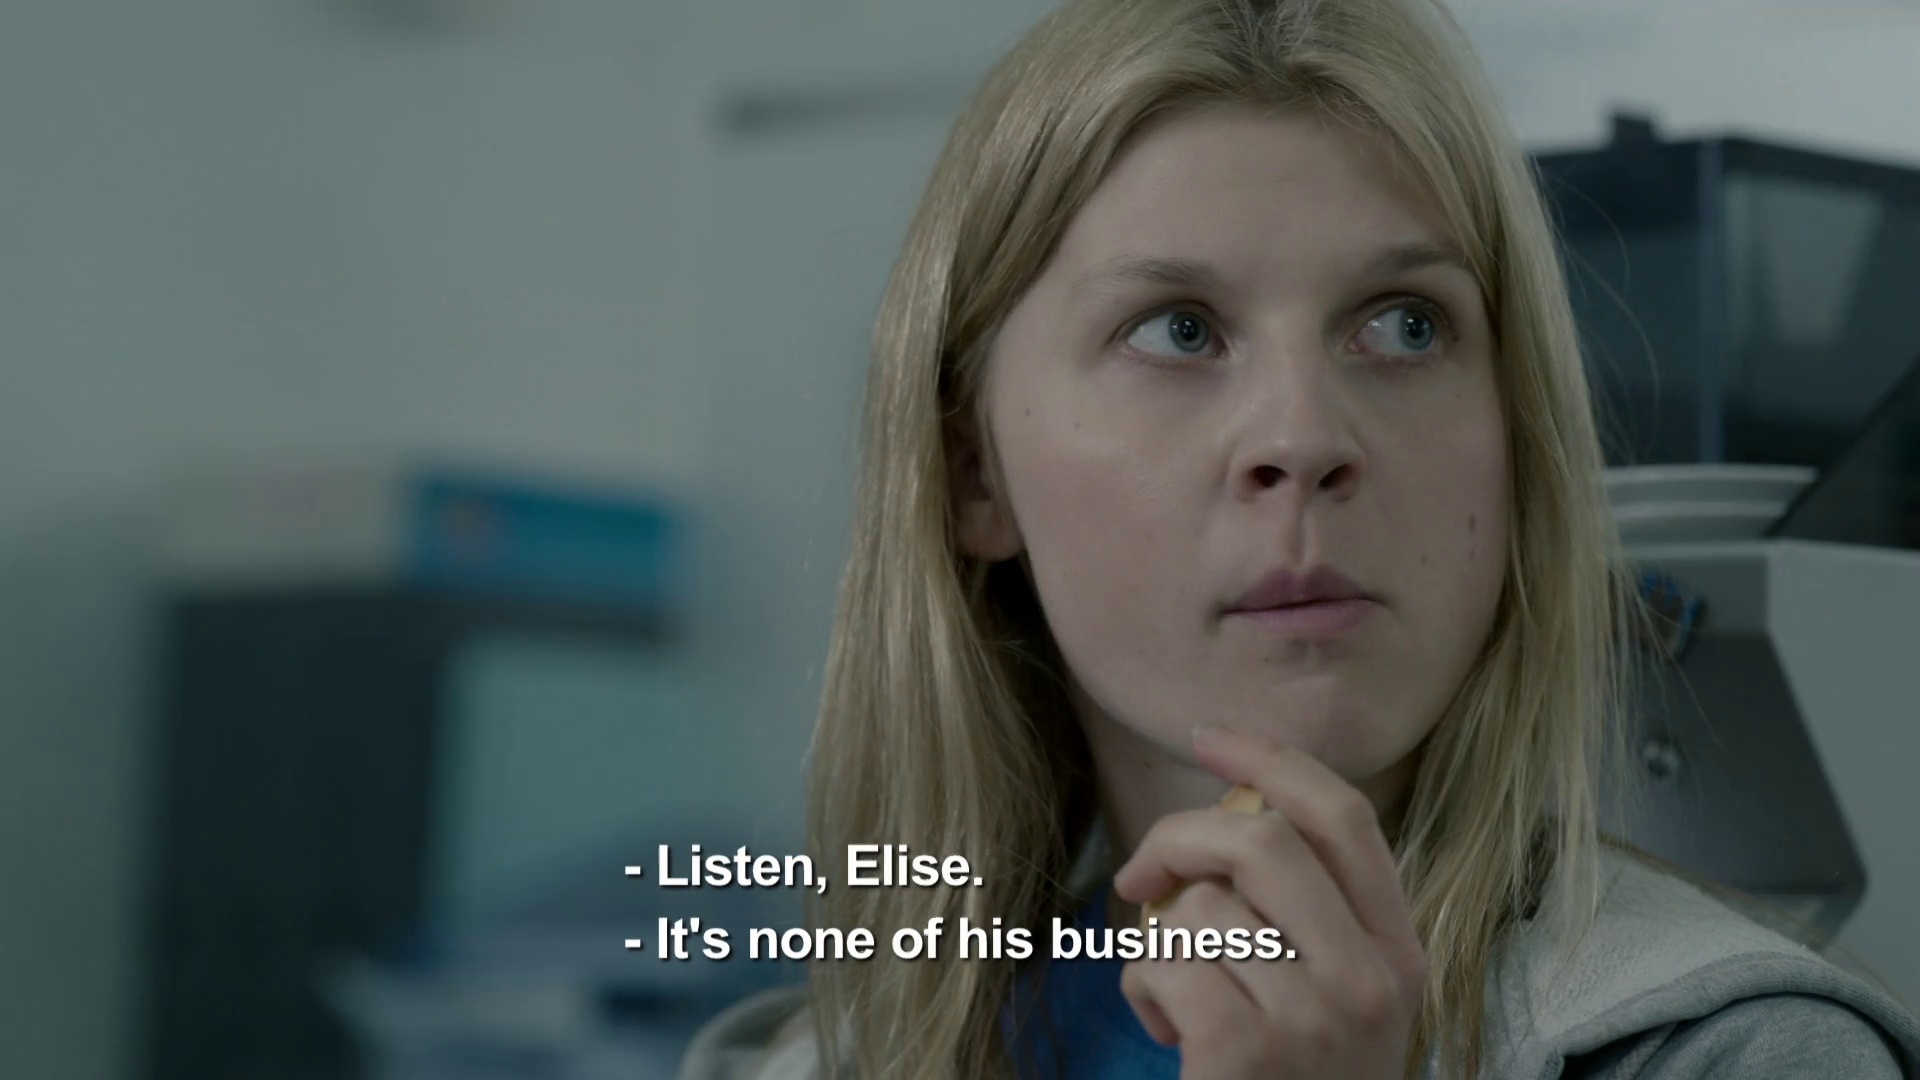 - Listen, Elise.
- It's none of his business.